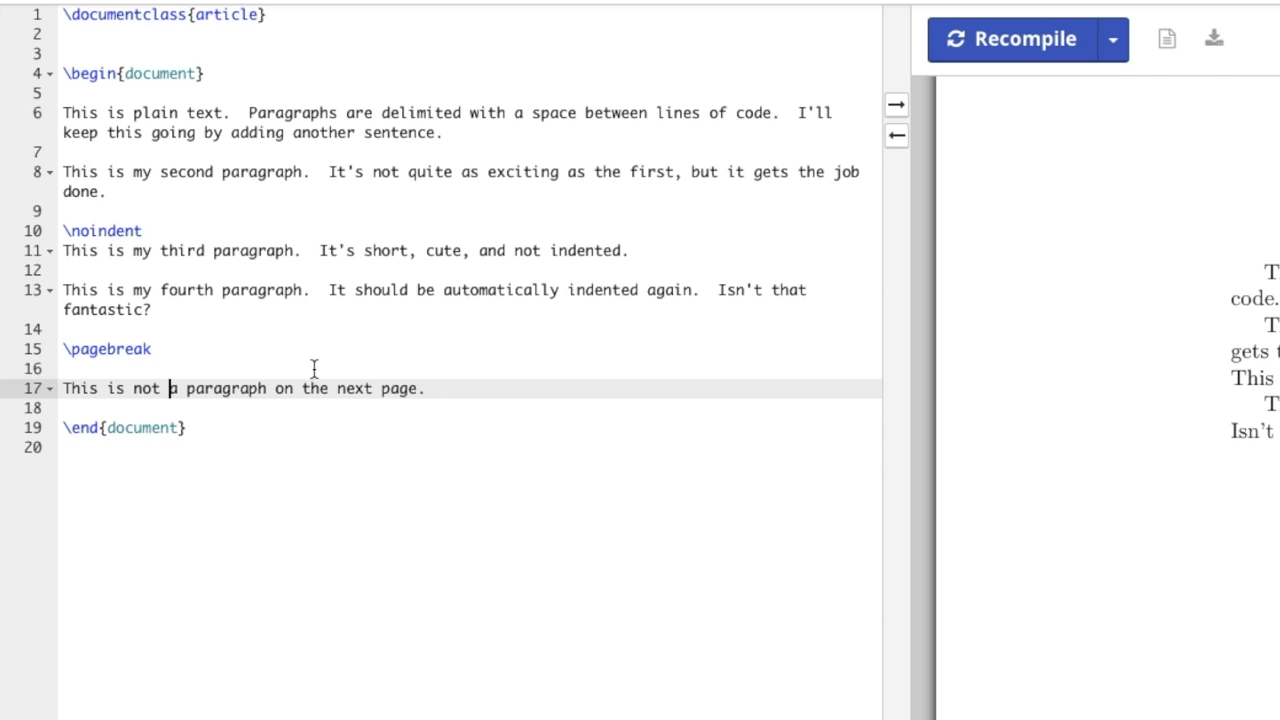 1 \documentclass{article}
2
3
4 \begin{document}
5
6 This is plain text.  Paragraphs are delimited with a space between lines of code.  I'll
keep this going by adding another sentence.
7
8 This is my second paragraph.  It's not quite as exciting as the first, but it gets the job
done.
9
10 \noindent
11 This is my third paragraph.  It's short, cute, and not indented.
12
13 This is my fourth paragraph.  It should be automatically indented again.  Isn't that
fantastic?
14
15 \pagebreak
16
17 This is not a paragraph on the next page.
18
19 \end{document}
20
Recompile
code.
gets
This
Isn't